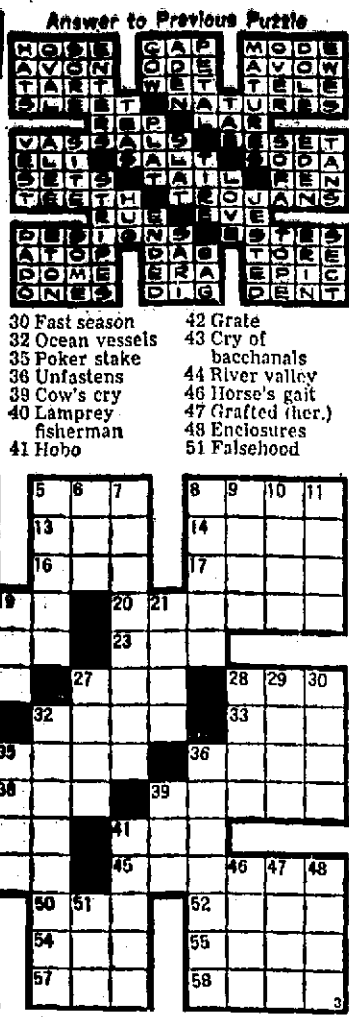 Answer to Previous Puzzle
HOSE CAP MODE
AVON ODE AVOW
TART WET TELE
SLEET NATURES
REP LAR
VASSALS BESET
ELI SALT SODA
SETS TAIL REN
TEETH TROJANS
RUE EVE
DESIGNS ESTES
ATOP DAG TORE
DOME ERA EPIC
ONES DIG DENT
30 Fast season
32 Ocean vessels
35 Poker stake
36 Unfastens
39 Cow's cry
40 Lamprey
fisherman
41 Hobo
42 Grate
43 Cry of
bacchanals
44 River valley
46 Horse's gait
47 Grafted (her.)
48 Enclosures
51 Falsehood
5 6 7 8 9 10 11
13 14
16 17
19 20 21
23
27 28 29 30
32 33
35 36
38 39
41
45 46 47 48
50 51 52
54 55
57 58
3